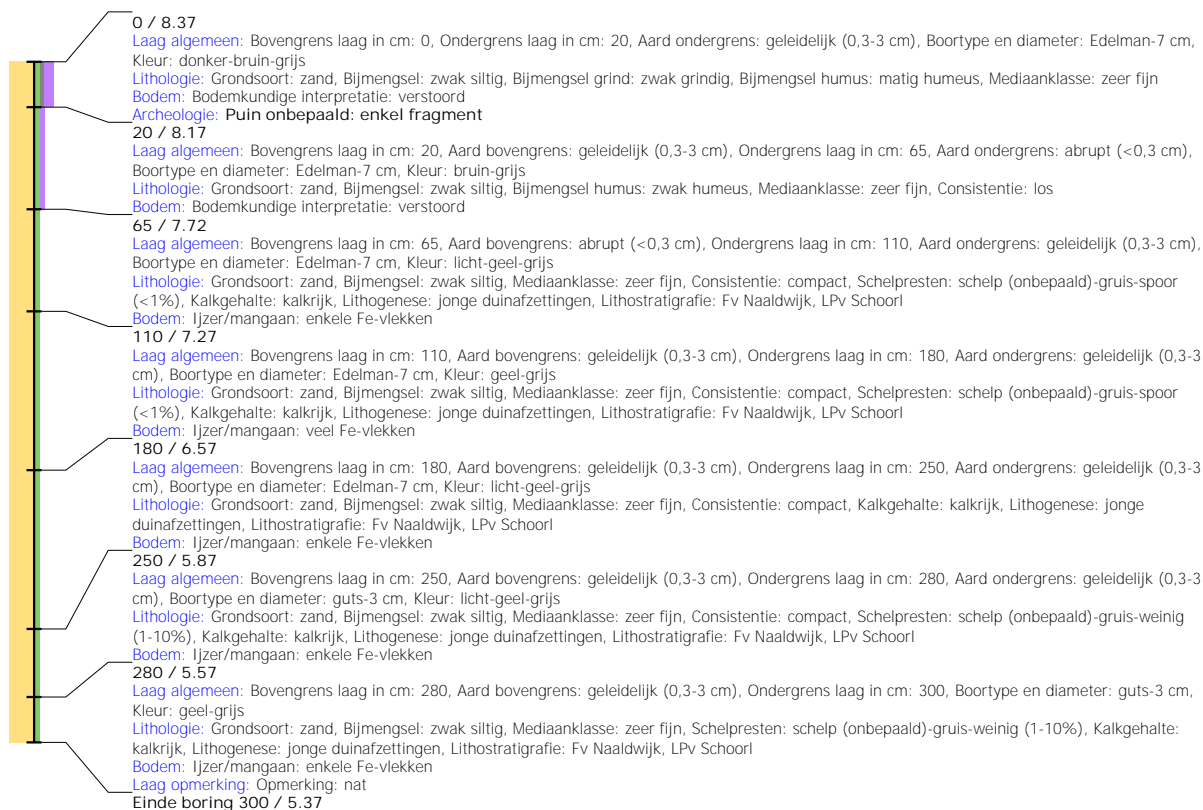 0 / 8.37
Laag algemeen: Bovengrens laag in cm: 0, Ondergrens laag in cm: 20, Aard ondergrens: geleidelijk (0,3-3 cm), Boortype en diameter: Edelman-7 cm,
Kleur: donker-bruin-grijs
Lithologie: Grondsoort: zand, Bijmengsel: zwak siltig, Bijmengsel grind: zwak grindig, Bijmengsel humus: matig humeus, Mediaanklasse: zeer fijn
Bodem: Bodemkundige interpretatie: verstoord
Archeologie: Puin onbepaald: enkel fragment
20 / 8.17
Laag algemeen: Bovengrens laag in cm: 20, Aard bovengrens: geleidelijk (0,3-3 cm), Ondergrens laag in cm: 65, Aard ondergrens: abrupt (<0,3 cm),
Boortype en diameter: Edelman-7 cm, Kleur: bruin-grijs
Lithologie: Grondsoort: zand, Bijmengsel: zwak siltig, Bijmengsel humus: zwak humeus, Mediaanklasse: zeer fijn, Consistentie: los
Bodem: Bodemkundige interpretatie: verstoord
65 / 7.72
Laag algemeen: Bovengrens laag in cm: 65, Aard bovengrens: abrupt (<0,3 cm), Ondergrens laag in cm: 110, Aard ondergrens: geleidelijk (0,3-3 cm),
Boortype en diameter: Edelman-7 cm, Kleur: licht-geel-grijs
Lithologie: Grondsoort: zand, Bijmengsel: zwak siltig, Mediaanklasse: zeer fijn, Consistentie: compact, Schelpresten: schelp (onbepaald)-gruis-spoor
(<1%), Kalkgehalte: kalkrijk, Lithogenese: jonge duinafzettingen, Lithostratigrafie: Fv Naaldwijk, LPv Schoorl
Bodem: Ijzer/mangaan: enkele Fe-vlekken
110 / 7.27
Laag algemeen: Bovengrens laag in cm: 110, Aard bovengrens: geleidelijk (0,3-3 cm), Ondergrens laag in cm: 180, Aard ondergrens: geleidelijk (0,3-3
cm), Boortype en diameter: Edelman-7 cm, Kleur: geel-grijs
Lithologie: Grondsoort: zand, Bijmengsel: zwak siltig, Mediaanklasse: zeer fijn, Consistentie: compact, Schelpresten: schelp (onbepaald)-gruis-spoor
(<1%), Kalkgehalte: kalkrijk, Lithogenese: jonge duinafzettingen, Lithostratigrafie: Fv Naaldwijk, LPv Schoorl
Bodem: Ijzer/mangaan: veel Fe-vlekken
180 / 6.57
Laag algemeen: Bovengrens laag in cm: 180, Aard bovengrens: geleidelijk (0,3-3 cm), Ondergrens laag in cm: 250, Aard ondergrens: geleidelijk (0,3-3
cm), Boortype en diameter: Edelman-7 cm, Kleur: licht-geel-grijs
Lithologie: Grondsoort: zand, Bijmengsel: zwak siltig, Mediaanklasse: zeer fijn, Consistentie: compact, Kalkgehalte: kalkrijk, Lithogenese: jonge
duinafzettingen, Lithostratigrafie: Fv Naaldwijk, LPv Schoorl
Bodem: Ijzer/mangaan: enkele Fe-vlekken
250 / 5.87
Laag algemeen: Bovengrens laag in cm: 250, Aard bovengrens: geleidelijk (0,3-3 cm), Ondergrens laag in cm: 280, Aard ondergrens: geleidelijk (0,3-3
cm), Boortype en diameter: guts-3 cm, Kleur: licht-geel-grijs
Lithologie: Grondsoort: zand, Bijmengsel: zwak siltig, Mediaanklasse: zeer fijn, Consistentie: compact, Schelpresten: schelp (onbepaald)-gruis-weinig
(1-10%), Kalkgehalte: kalkrijk, Lithogenese: jonge duinafzettingen, Lithostratigrafie: Fv Naaldwijk, LPv Schoorl
Bodem: Ijzer/mangaan: enkele Fe-vlekken
280 / 5.57
Laag algemeen: Bovengrens laag in cm: 280, Aard bovengrens: geleidelijk (0,3-3 cm), Ondergrens laag in cm: 300, Boortype en diameter: guts-3 cm,
Kleur: geel-grijs
Lithologie: Grondsoort: zand, Bijmengsel: zwak siltig, Mediaanklasse: zeer fijn, Schelpresten: schelp (onbepaald)-gruis-weinig (1-10%), Kalkgehalte:
kalkrijk, Lithogenese: jonge duinafzettingen, Lithostratigrafie: Fv Naaldwijk, LPv Schoorl
Bodem: Ijzer/mangaan: enkele Fe-vlekken
Laag opmerking: Opmerking: nat
Einde boring 300 / 5.37